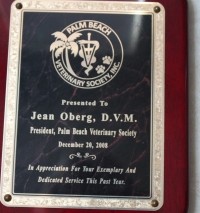 PALM BEACH
VETERINARY SOCIETY, INC.
Presented To
Jean Oberg, D.V.M.
President, Palm Beach Veterinary Society
December 20, 2008
In Appreciation For Your Exemplary And
Dedicated Service This Past Year.